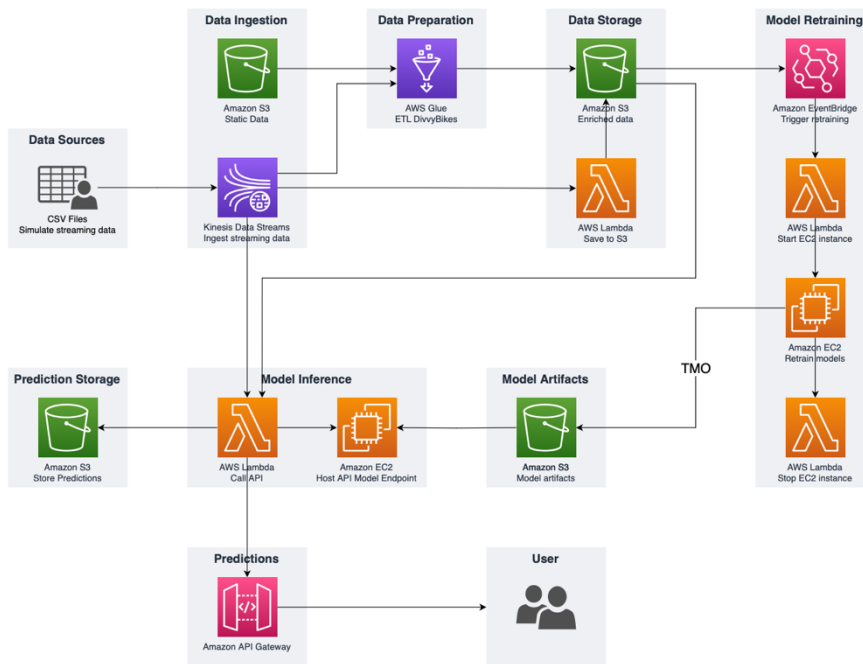 Data Ingestion
Data Preparation
Data Storage
Model Retraining
Amazon S3
Static Data
AWS Glue
ETL DivvyBikes
Amazon S3
Enriched data
Amazon EventBridge
Trigger retraining
Data Sources
CSV Files
Simulate streaming data
Kinesis Data Streams
Ingest streaming data
AWS Lambda
Save to S3
AWS Lambda
Start EC2 instance
Amazon EC2
Retrain models
TMO
Prediction Storage
Model Inference
Model Artifacts
Amazon S3
Store Predictions
AWS Lambda
Call API
Amazon EC2
Host API Model Endpoint
Amazon S3
Model artifacts
AWS Lambda
Stop EC2 instance
Predictions
User
Amazon API Gateway